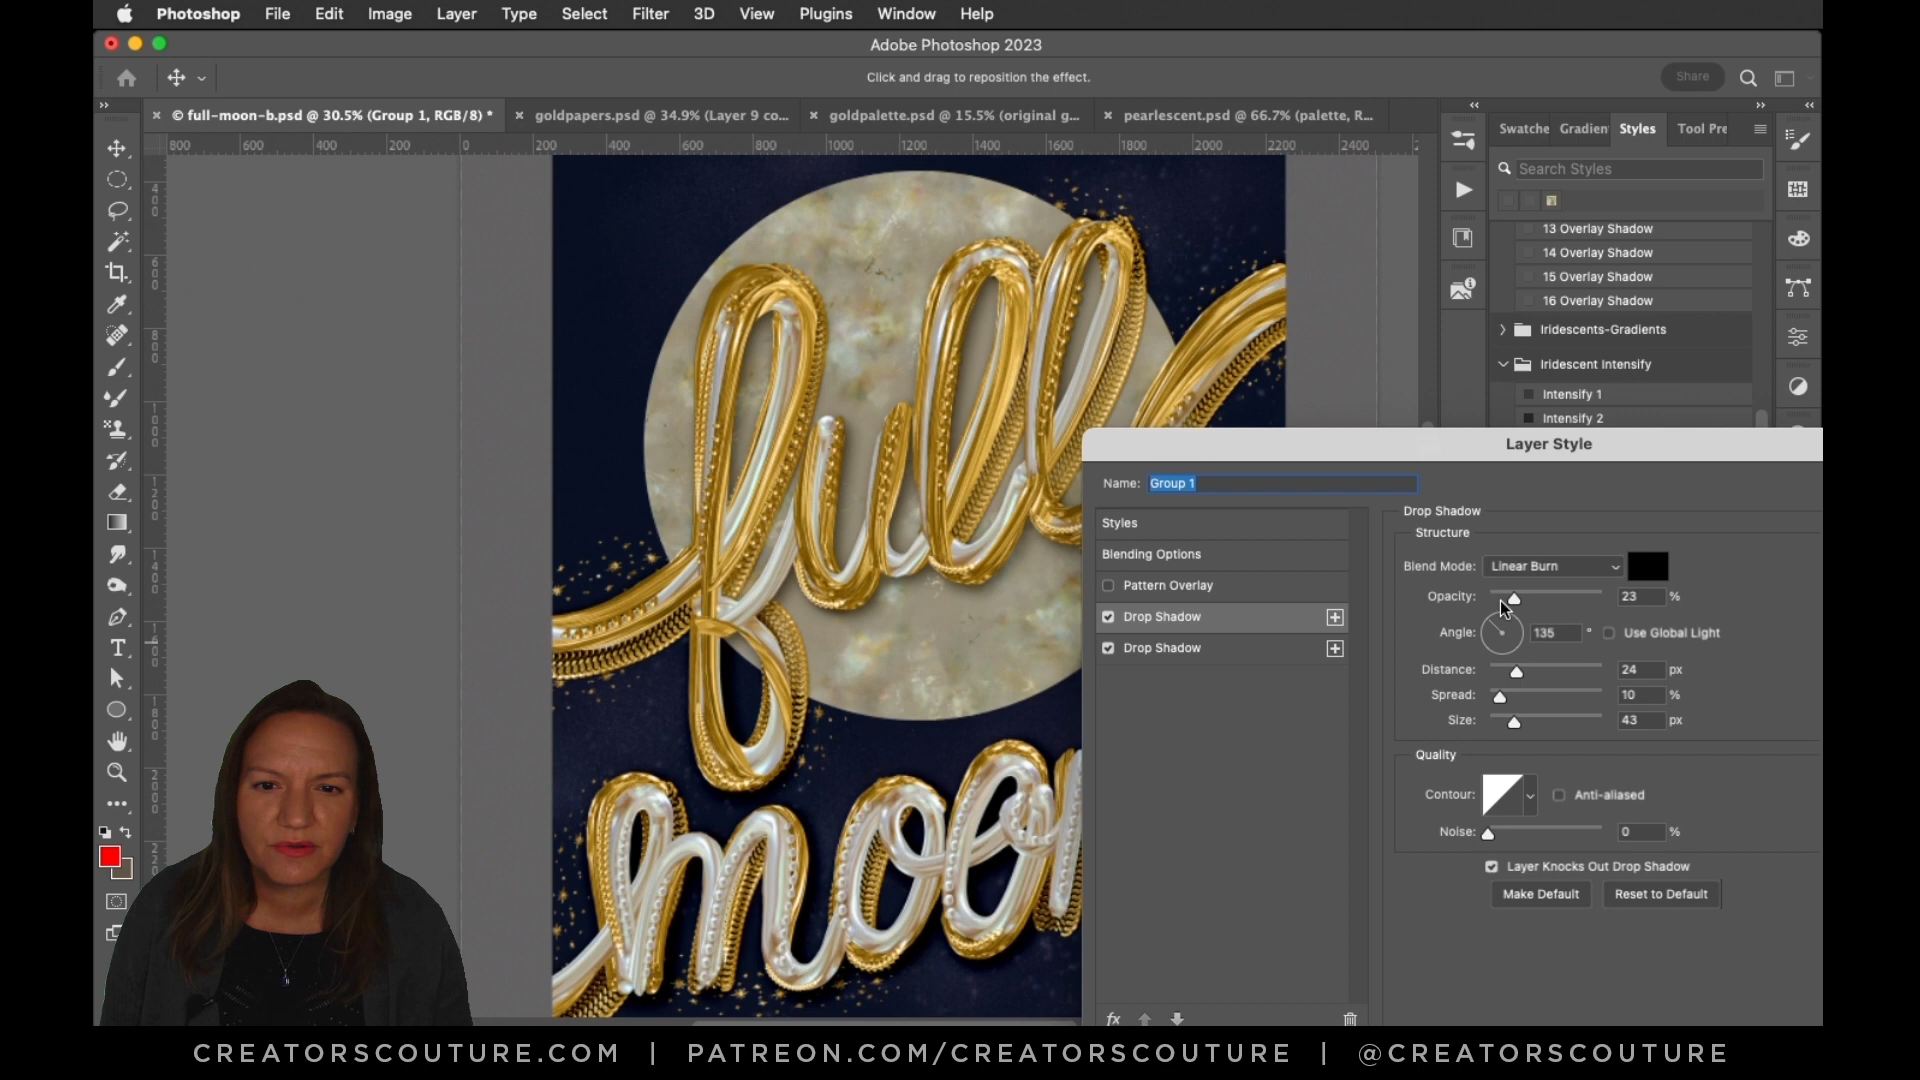 Photoshop File Edit Image Layer Type Select Filter 3D View Plugins Window Help
Adobe Photoshop 2023
Click and drag to reposition the effect.
Share
© full-moon-b.psd @ 30.5% (Group 1, RGB/8) *
goldpapers.psd @ 34.9% (Layer 9 co...
goldpalette.psd @ 15.5% (original g...
pearlescent.psd @ 66.7% (palette, R...
800 600 400 200 0 200 400 600 800 1000 1200 1400 1600 1800 2000 2200 2400
Swatche Gradien Styles Tool Pre
Search Styles
13 Overlay Shadow
14 Overlay Shadow
15 Overlay Shadow
16 Overlay Shadow
Iridescents-Gradients
Iridescent Intensify
Intensify 1
Intensify 2
full
moon
Layer Style
Name: Group 1
Styles
Blending Options
Pattern Overlay
Drop Shadow
Drop Shadow
fx
Drop Shadow
Structure
Blend Mode: Linear Burn
Opacity: 23 %
Angle: 135 ° Use Global Light
Distance: 24 px
Spread: 10 %
Size: 43 px
Quality
Contour: Anti-aliased
Noise: 0 %
Layer Knocks Out Drop Shadow
Make Default Reset to Default
CREATORSCOUTURE.COM | PATREON.COM/CREATORSCOUTURE | @CREATORSCOUTURE